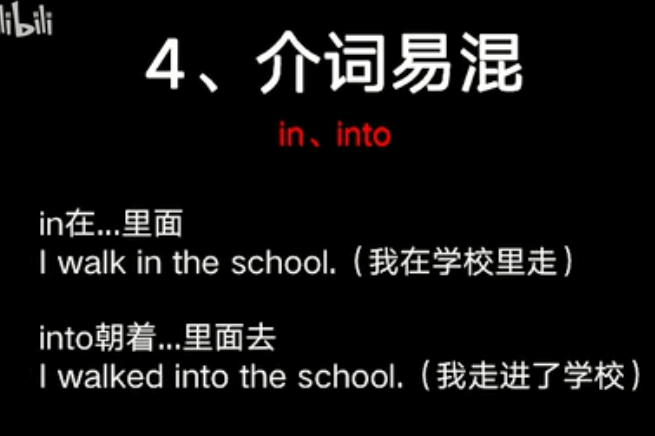 libili
4、介词易混
in、into
in在...里面
I walk in the school.（我在学校里走）
into朝着...里面去
I walked into the school.（我走进了学校）